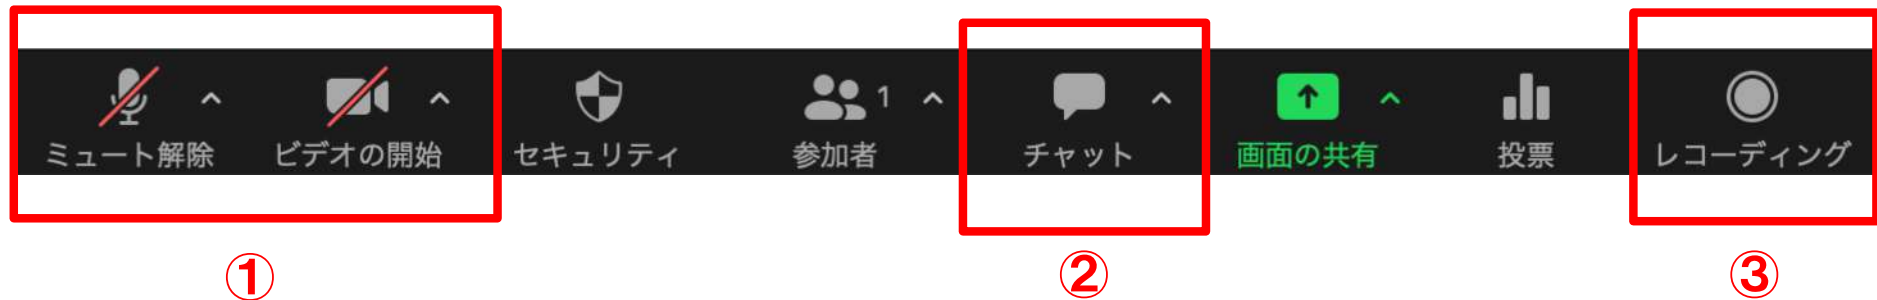 1
ミュート解除 ビデオの開始 セキュリティ 参加者 チャット 画面の共有 投票 レコーディング
① ② ③